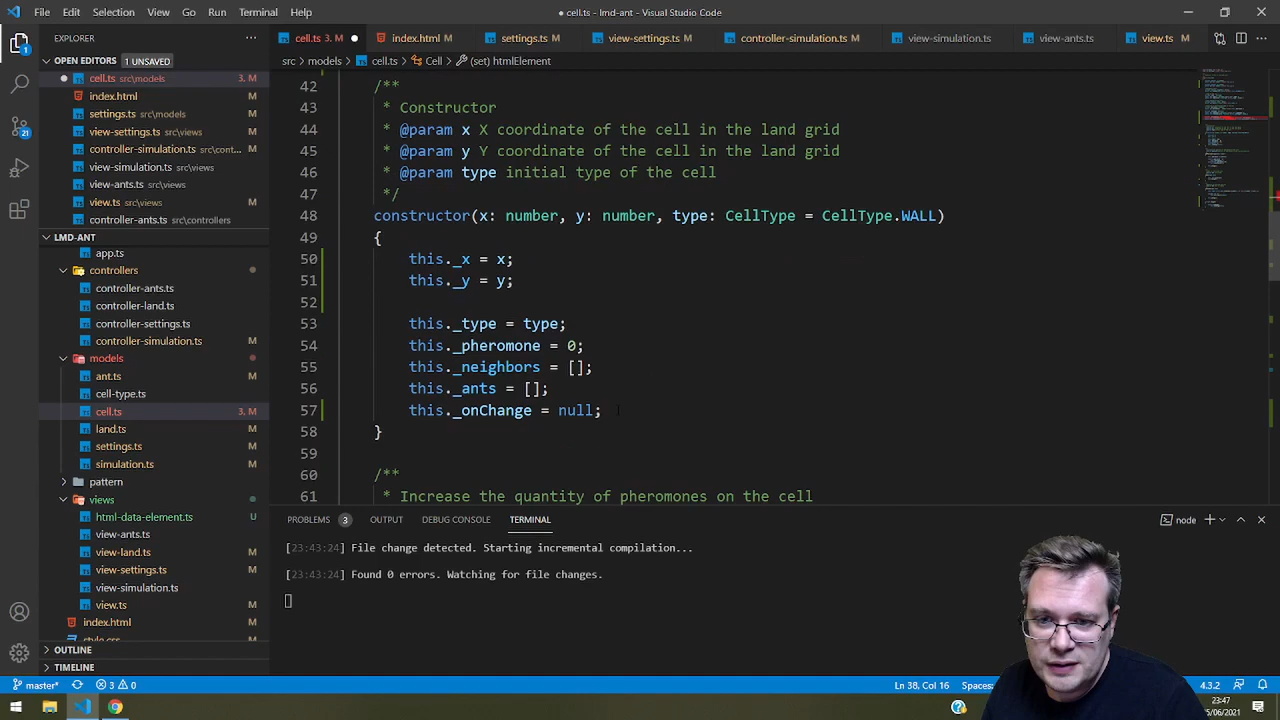 File Edit Selection View Go Run Terminal Help
● cell.ts - lmd-ant - Visual Studio Code
EXPLORER ···
cell.ts 3, M ●
index.html M
settings.ts M
view-settings.ts M
controller-simulation.ts M
view-simulation.ts
view-ants.ts
view.ts M
src > models > cell.ts > Cell > (set) htmlElement
OPEN EDITORS 1 UNSAVED
cell.ts src\models 3, M
index.html M
settings.ts src\models M
view-settings.ts src\views M
controller-simulation.ts src\cont... M
view-simulation.ts src\views
view-ants.ts src\views
view.ts src\views M
controller-ants.ts src\controllers
LMD-ANT
app.ts
controllers
controller-ants.ts
controller-land.ts
controller-settings.ts
controller-simulation.ts M
models
ant.ts M
cell-type.ts
cell.ts 3, M
land.ts M
settings.ts M
simulation.ts M
pattern
views
html-data-element.ts U
view-ants.ts
view-land.ts M
view-settings.ts M
view-simulation.ts
view.ts M
index.html M
style.css
OUTLINE
TIMELINE
42 /**
43 * Constructor
44 * @param x X coordinate of the cell in the land grid
45 * @param y Y coordinate of the cell in the land grid
46 * @param type initial type of the cell
47 */
48 constructor(x: number, y: number, type: CellType = CellType.WALL)
49 {
50 this._x = x;
51 this._y = y;
52
53 this._type = type;
54 this._pheromone = 0;
55 this._neighbors = [];
56 this._ants = [];
57 this._onChange = null;
58 }
59
60 /**
61 * Increase the quantity of pheromones on the cell
PROBLEMS 3 OUTPUT DEBUG CONSOLE TERMINAL node
[23:43:24] File change detected. Starting incremental compilation...
[23:43:24] Found 0 errors. Watching for file changes.
1
21
master* 3 0 Ln 38, Col 16 Spaces: 4.3.2
23:47